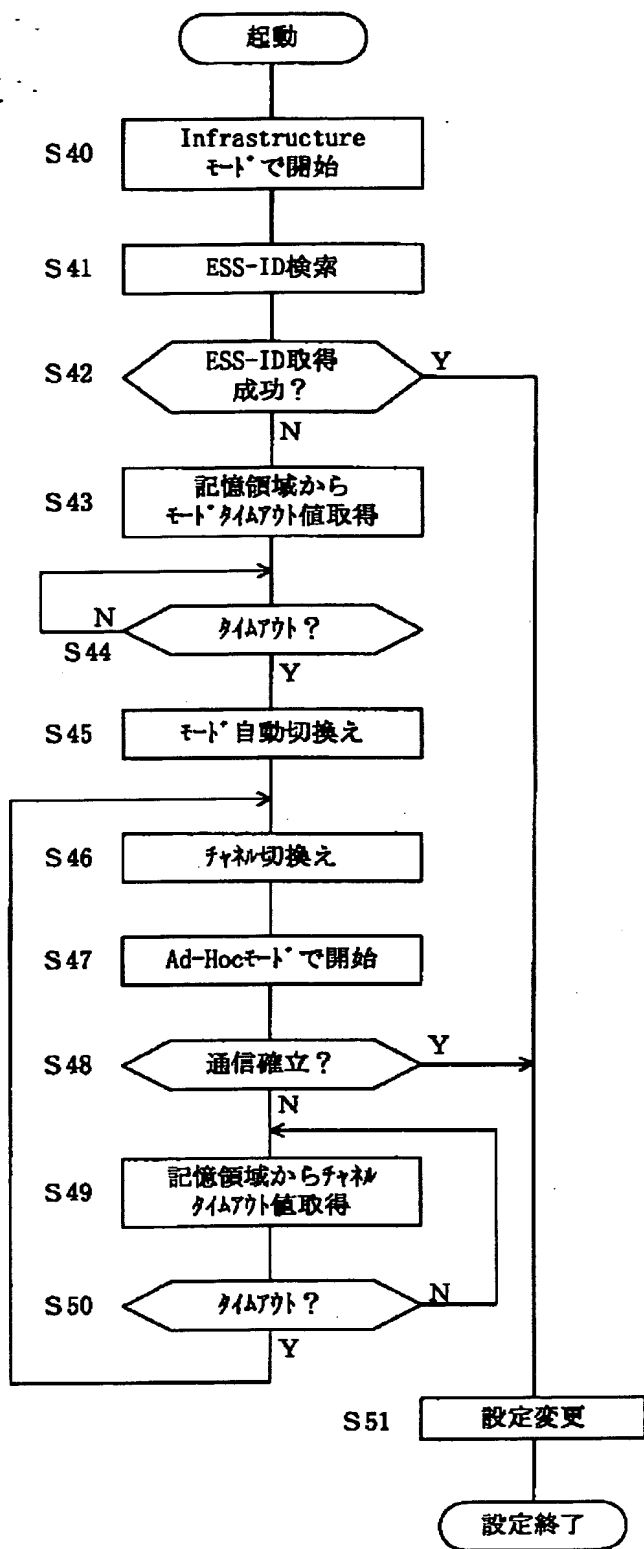 起動
S40
Infrastructure
モードで開始
S41
ESS-ID検索
S42
ESS-ID取得
成功？
Y
N
S43
記憶領域から
モードタイムアウト値取得
N
タイムアウト？
S44
Y
S45
モード自動切換え
S46
チャネル切換え
S47
Ad-Hocモードで開始
S48
通信確立？
Y
N
S49
記憶領域からチャネル
タイムアウト値取得
S50
タイムアウト？
N
Y
S51
設定変更
設定終了